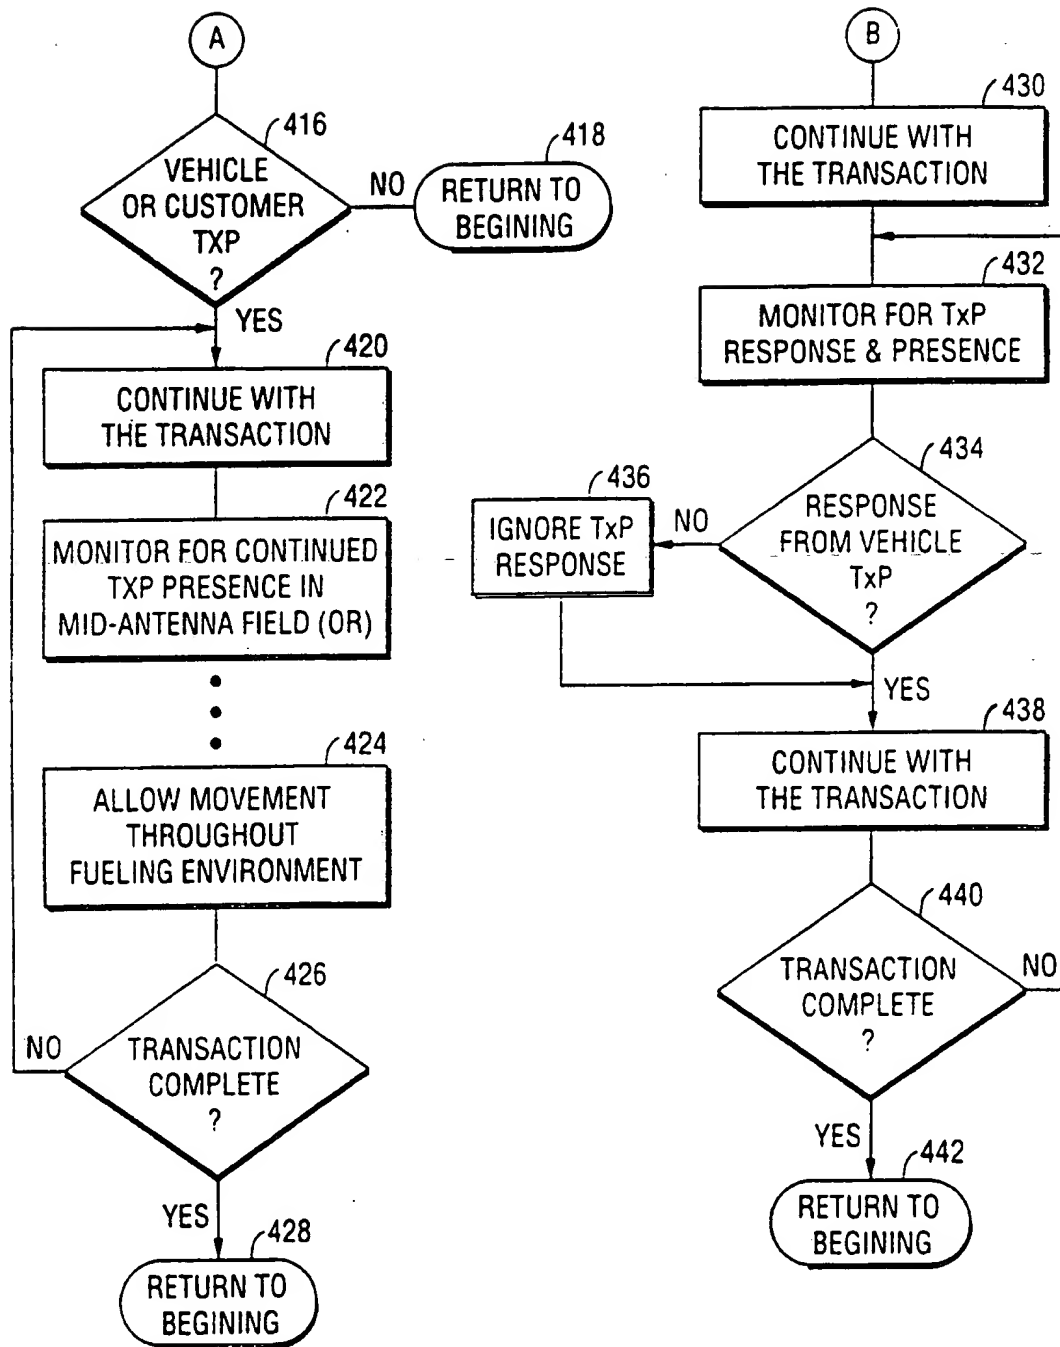 A
416
VEHICLE
OR CUSTOMER
TXP
?
NO
418
RETURN TO
BEGINING
YES
420
CONTINUE WITH
THE TRANSACTION
422
MONITOR FOR CONTINUED
TXP PRESENCE IN
MID-ANTENNA FIELD (OR)
424
ALLOW MOVEMENT
THROUGHOUT
FUELING ENVIRONMENT
426
TRANSACTION
COMPLETE
?
NO
YES
428
RETURN TO
BEGINING
B
430
CONTINUE WITH
THE TRANSACTION
432
MONITOR FOR TxP
RESPONSE & PRESENCE
434
RESPONSE
FROM VEHICLE
TxP
?
NO
436
IGNORE TxP
RESPONSE
YES
438
CONTINUE WITH
THE TRANSACTION
440
TRANSACTION
COMPLETE
?
NO
YES
442
RETURN TO
BEGINING